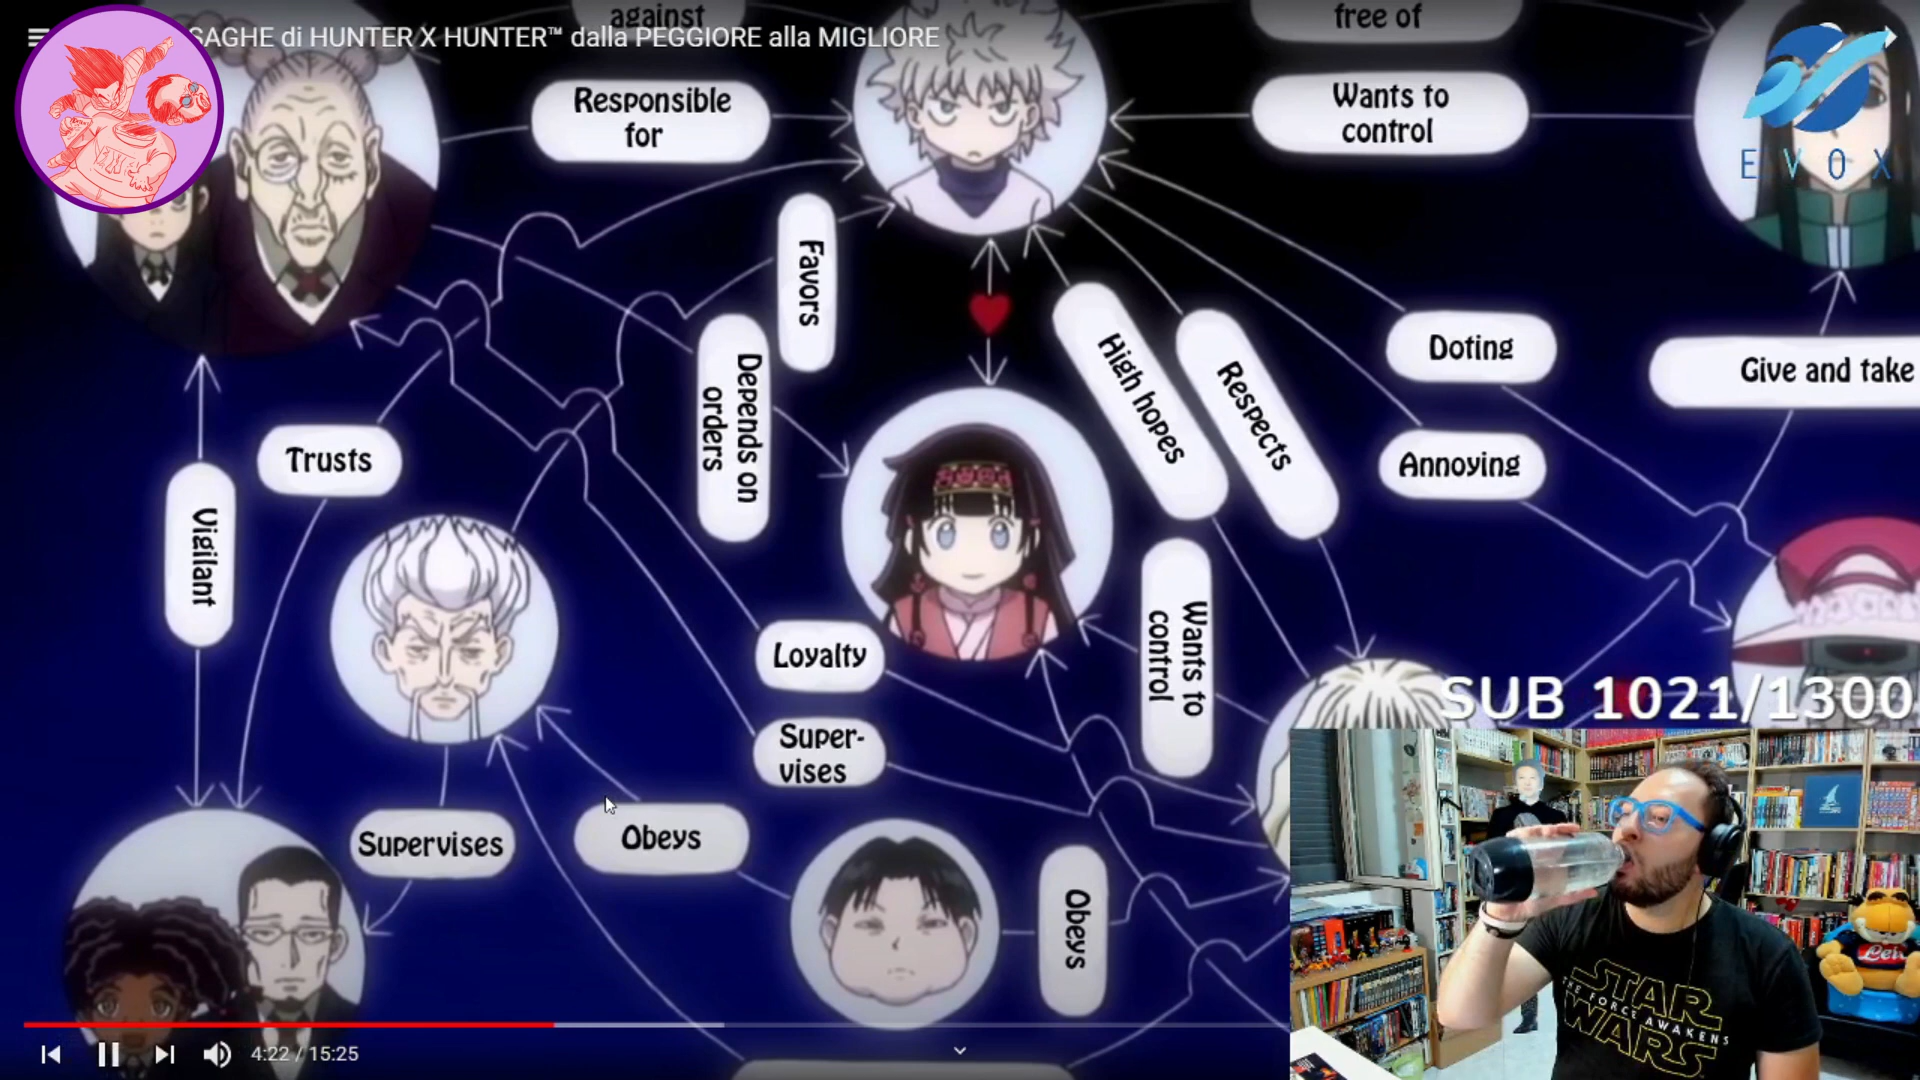 SAGHE di HUNTER X HUNTER™ dalla PEGGIORE alla MIGLIORE
against
free of
Responsible
for
Wants to
control
EVOX
Favors
Depends on
orders
High hopes
Respects
Doting
Give and take
Annoying
Trusts
Vigilant
Loyalty
Wants to
control
Super-
vises
SUB 1021/1300
Supervises
Obeys
Obeys
STAR
THE FORCE AWAKENS
WARS
4:22 / 15:25